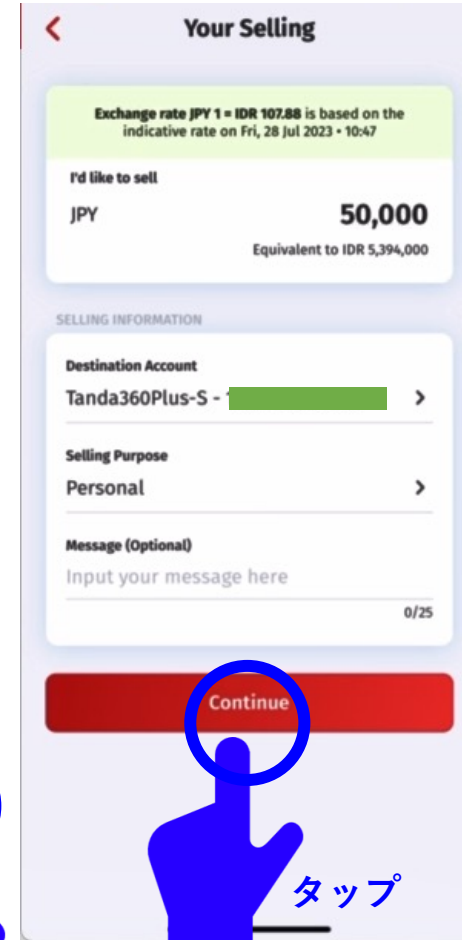 Your Selling
Exchange rate JPY 1 = IDR 107.88 is based on the
indicative rate on Fri, 28 Jul 2023 • 10:47
I'd like to sell
JPY 50,000
Equivalent to IDR 5,394,000
SELLING INFORMATION
Destination Account
Tanda360Plus-S -
Selling Purpose
Personal
Message (Optional)
Input your message here
0/25
Continue
タップ